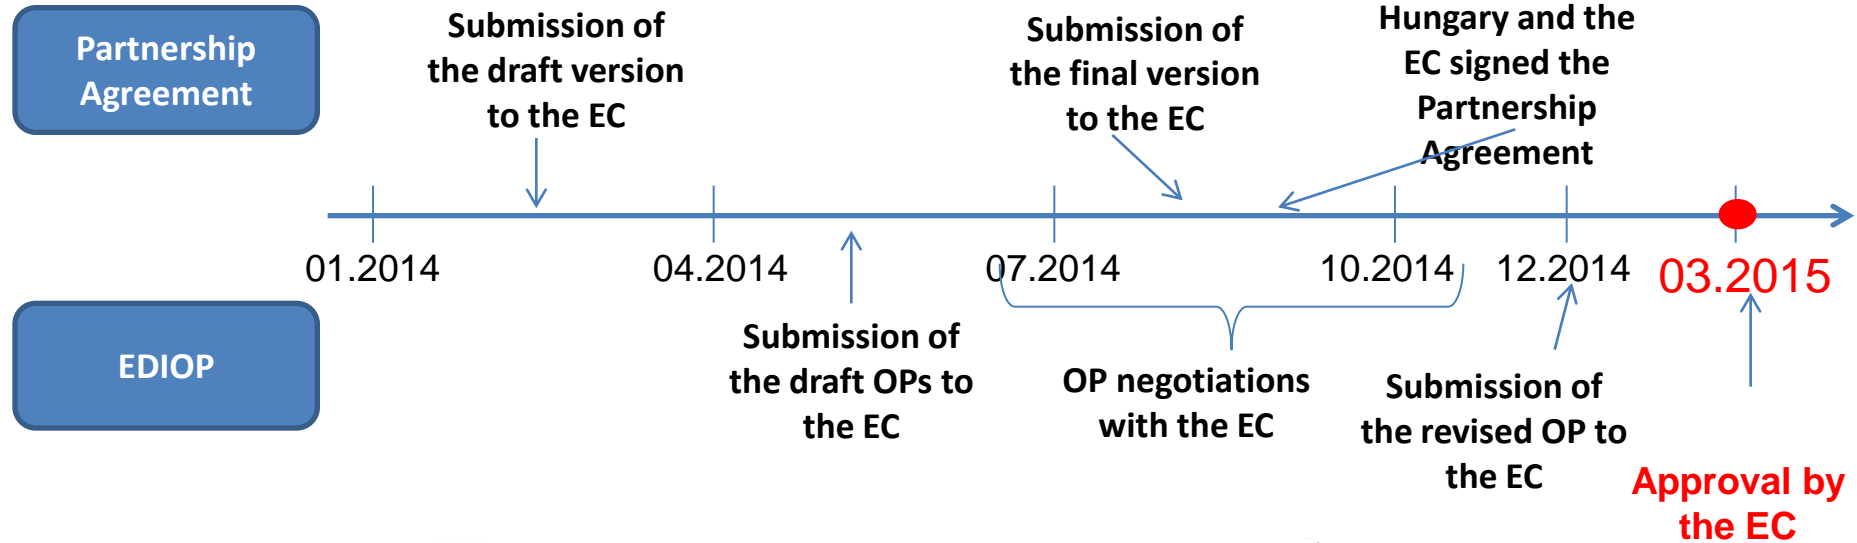 Partnership
Agreement
Submission of
the draft version
to the EC
Submission of
the final version
to the EC
Hungary and the
EC signed the
Partnership
Agreement
01.2014
04.2014
07.2014
10.2014
12.2014
03.2015
EDIOP
Submission of
the draft OPs to
the EC
OP negotiations
with the EC
Submission of
the revised OP to
the EC
Approval by
the EC